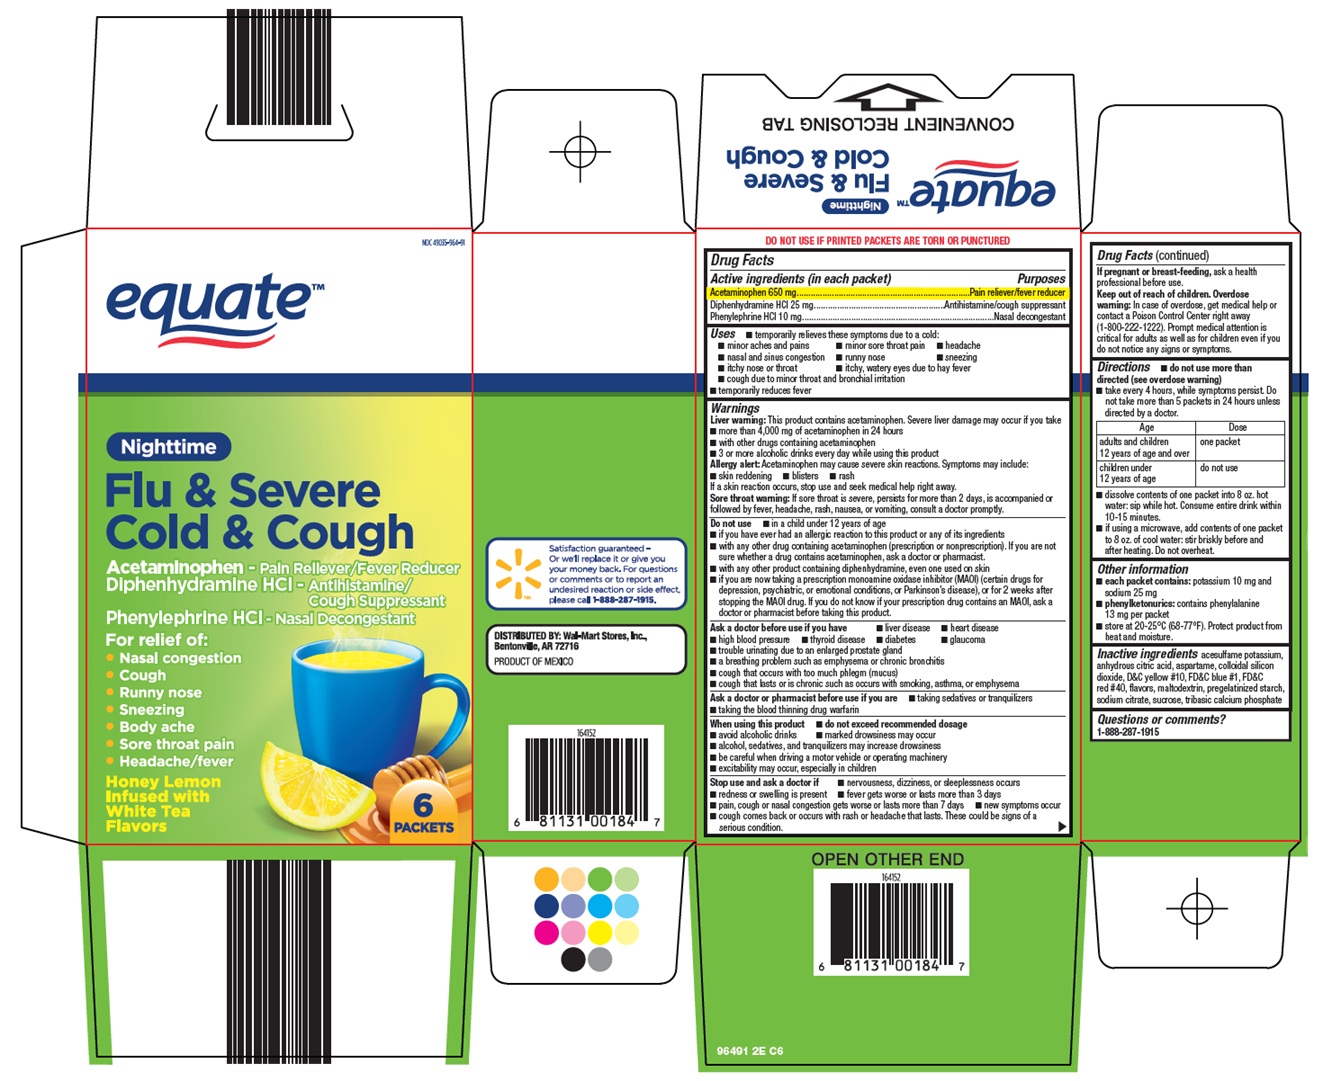 NDC 49035-964-91
equate™
Nighttime
Flu & Severe
Cold & Cough
Acetaminophen - Pain Reliever/Fever Reducer
Diphenhydramine HCl - Antihistamine/
Cough Suppressant
Phenylephrine HCl - Nasal Decongestant
For relief of:
• Nasal congestion
• Cough
• Runny nose
• Sneezing
• Body ache
• Sore throat pain
• Headache/fever
Honey Lemon
Infused with
White Tea
Flavors
6
PACKETS
Satisfaction guaranteed –
Or we'll replace it or give you
your money back. For questions
or comments or to report an
undesired reaction or side effect,
please call 1-888-287-1915.
DISTRIBUTED BY: Wal-Mart Stores, Inc.,
Bentonville, AR 72716
PRODUCT OF MEXICO
164152
6 81131 00184 7
CONVENIENT RECLOSING TAB
equate™
Nighttime
Flu & Severe
Cold & Cough
DO NOT USE IF PRINTED PACKETS ARE TORN OR PUNCTURED
Drug Facts
Active ingredients (in each packet) Purposes
Acetaminophen 650 mg....Pain reliever/fever reducer
Diphenhydramine HCl 25 mg....Antihistamine/cough suppressant
Phenylephrine HCl 10 mg....Nasal decongestant
Uses ■ temporarily relieves these symptoms due to a cold:
■ minor aches and pains ■ minor sore throat pain ■ headache
■ nasal and sinus congestion ■ runny nose ■ sneezing
■ itchy nose or throat ■ itchy, watery eyes due to hay fever
■ cough due to minor throat and bronchial irritation
■ temporarily reduces fever
Warnings
Liver warning: This product contains acetaminophen. Severe liver damage may occur if you take
■ more than 4,000 mg of acetaminophen in 24 hours
■ with other drugs containing acetaminophen
■ 3 or more alcoholic drinks every day while using this product
Allergy alert: Acetaminophen may cause severe skin reactions. Symptoms may include:
■ skin reddening ■ blisters ■ rash
If a skin reaction occurs, stop use and seek medical help right away.
Sore throat warning: If sore throat is severe, persists for more than 2 days, is accompanied or
followed by fever, headache, rash, nausea, or vomiting, consult a doctor promptly.
Do not use ■ in a child under 12 years of age
■ if you have ever had an allergic reaction to this product or any of its ingredients
■ with any other drug containing acetaminophen (prescription or nonprescription). If you are not
sure whether a drug contains acetaminophen, ask a doctor or pharmacist.
■ with any other product containing diphenhydramine, even one used on skin
■ if you are now taking a prescription monoamine oxidase inhibitor (MAOI) (certain drugs for
depression, psychiatric, or emotional conditions, or Parkinson's disease), or for 2 weeks after
stopping the MAOI drug. If you do not know if your prescription drug contains an MAOI, ask a
doctor or pharmacist before taking this product.
Ask a doctor before use if you have ■ liver disease ■ heart disease
■ high blood pressure ■ thyroid disease ■ diabetes ■ glaucoma
■ trouble urinating due to an enlarged prostate gland
■ a breathing problem such as emphysema or chronic bronchitis
■ cough that occurs with too much phlegm (mucus)
■ cough that lasts or is chronic such as occurs with smoking, asthma, or emphysema
Ask a doctor or pharmacist before use if you are ■ taking sedatives or tranquilizers
■ taking the blood thinning drug warfarin
When using this product ■ do not exceed recommended dosage
■ avoid alcoholic drinks ■ marked drowsiness may occur
■ alcohol, sedatives, and tranquilizers may increase drowsiness
■ be careful when driving a motor vehicle or operating machinery
■ excitability may occur, especially in children
Stop use and ask a doctor if ■ nervousness, dizziness, or sleeplessness occurs
■ redness or swelling is present ■ fever gets worse or lasts more than 3 days
■ pain, cough or nasal congestion gets worse or lasts more than 7 days ■ new symptoms occur
■ cough comes back or occurs with rash or headache that lasts. These could be signs of a
serious condition.
OPEN OTHER END
164152
6 81131 00184 7
96491 2E C6
Drug Facts (continued)
If pregnant or breast-feeding, ask a health
professional before use.
Keep out of reach of children. Overdose
warning: In case of overdose, get medical help or
contact a Poison Control Center right away
(1-800-222-1222). Prompt medical attention is
critical for adults as well as for children even if you
do not notice any signs or symptoms.
Directions ■ do not use more than
directed (see overdose warning)
■ take every 4 hours, while symptoms persist. Do
not take more than 5 packets in 24 hours unless
directed by a doctor.
Age Dose
adults and children one packet
12 years of age and over
children under do not use
12 years of age
■ dissolve contents of one packet into 8 oz. hot
water: sip while hot. Consume entire drink within
10-15 minutes.
■ if using a microwave, add contents of one packet
to 8 oz. of cool water: stir briskly before and
after heating. Do not overheat.
Other information
■ each packet contains: potassium 10 mg and
sodium 25 mg
■ phenylketonurics: contains phenylalanine
13 mg per packet
■ store at 20-25°C (68-77°F). Protect product from
heat and moisture.
Inactive ingredients acesulfame potassium,
anhydrous citric acid, aspartame, colloidal silicon
dioxide, D&C yellow #10, FD&C blue #1, FD&C
red #40, flavors, maltodextrin, pregelatinized starch,
sodium citrate, sucrose, tribasic calcium phosphate
Questions or comments?
1-888-287-1915